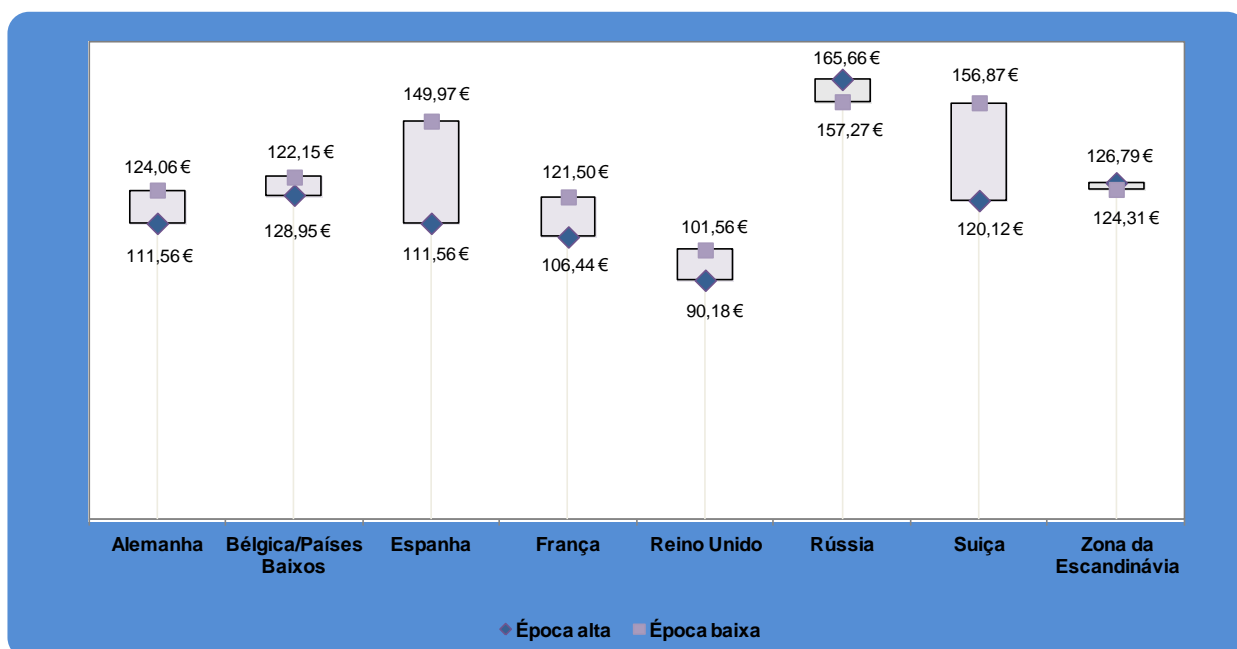 165,66 €
156,87 €
149,97 €
124,06 €
122,15 €
121,50 €
126,79 €
157,27 €
101,56 €
111,56 €
128,95 €
111,56 €
106,44 €
120,12 €
124,31 €
90,18 €
Alemanha
Bélgica/Países
Baixos
Espanha
França
Reino Unido
Rússia
Suiça
Zona da
Escandinávia
Época alta
Época baixa